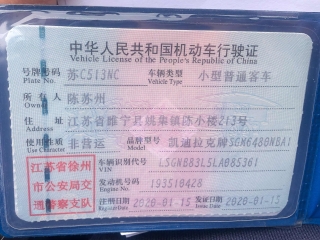 中华人民共和国机动车行驶证
Vehicle License of the People's Republic of China
号牌号码 苏C513NC 车辆类型 小型普通客车
Plate No. Vehicle Type
所有人 陈苏州
Owner
住址 江苏省睢宁县姚集镇陈小楼213号
Address
使用性质 非营运 品牌型号 凯迪拉克牌SGM6480NBA1
Use Character Model
江苏省徐州
市公安局交
通警察支队
车辆识别代号 LSGNB83L5LA085361
VIN
发动机号码 193510428
Engine No.
注册日期 2020-01-15 发证日期 2020-01-15
Register Date Issue Date